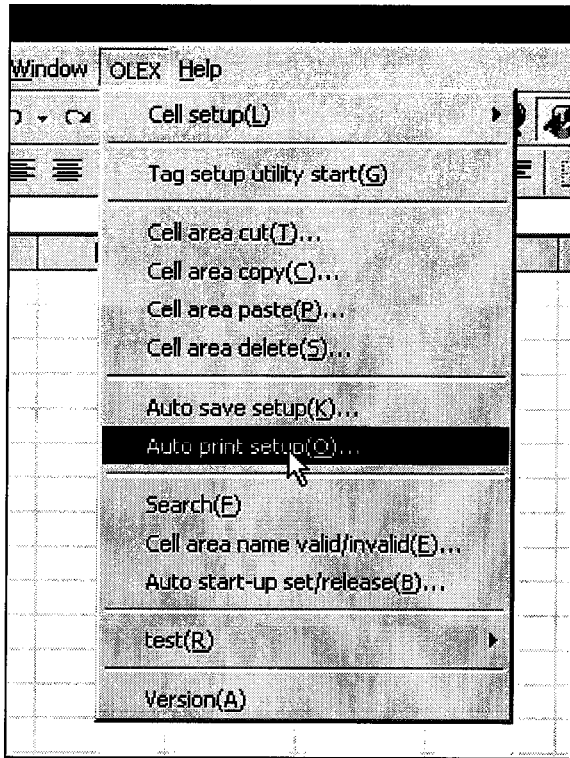 Window OLEX Help
Cell setup(L)
Tag setup utility start(G)
Cell area cut(T)...
Cell area copy(C)...
Cell area paste(P)...
Cell area delete(S)...
Auto save setup(K)...
Auto print setup(O)...
Search(F)
Cell area name valid/invalid(E)...
Auto start-up set/release(B)...
test(R)
Version(A)